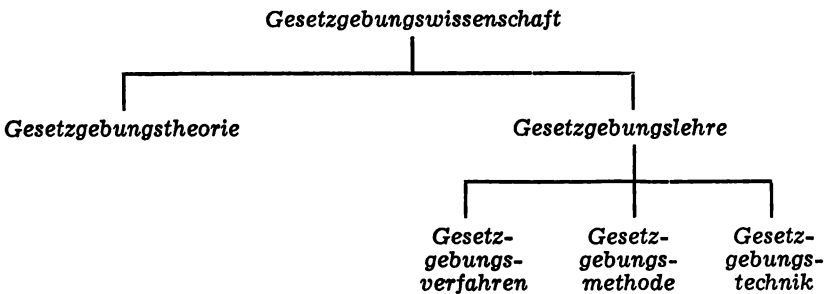 Gesetzgebungswissenschaft
Gesetzgebungstheorie
Gesetzgebungslehre
Gesetz-
gebungs-
verfahren
Gesetz-
gebungs-
methode
Gesetz-
gebungs-
technik